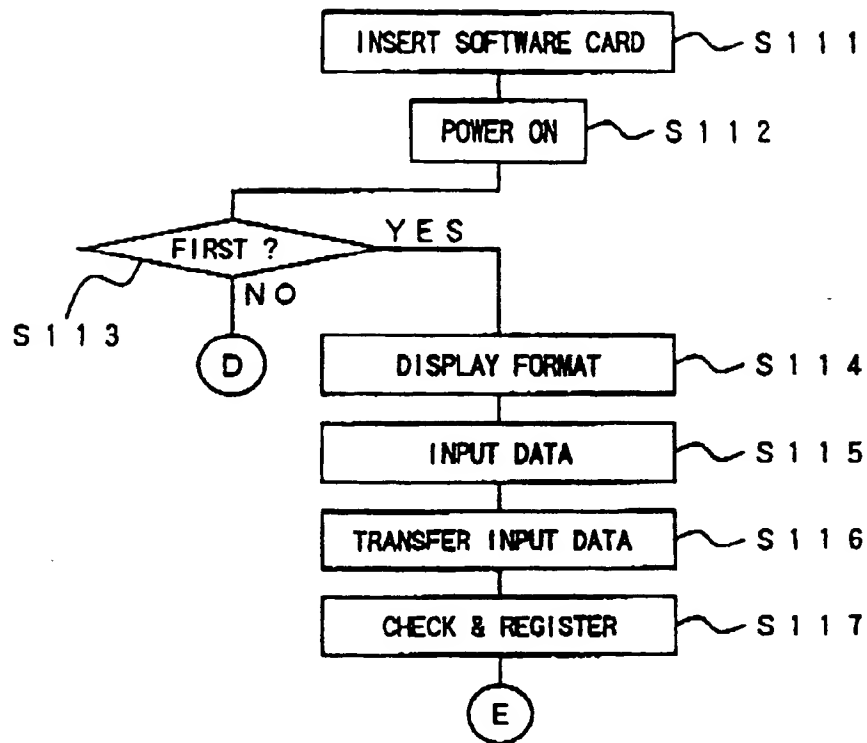 INSERT SOFTWARE CARD S111
POWER ON S112
FIRST ? YES
NO
S113
D
DISPLAY FORMAT S114
INPUT DATA S115
TRANSFER INPUT DATA S116
CHECK & REGISTER S117
E